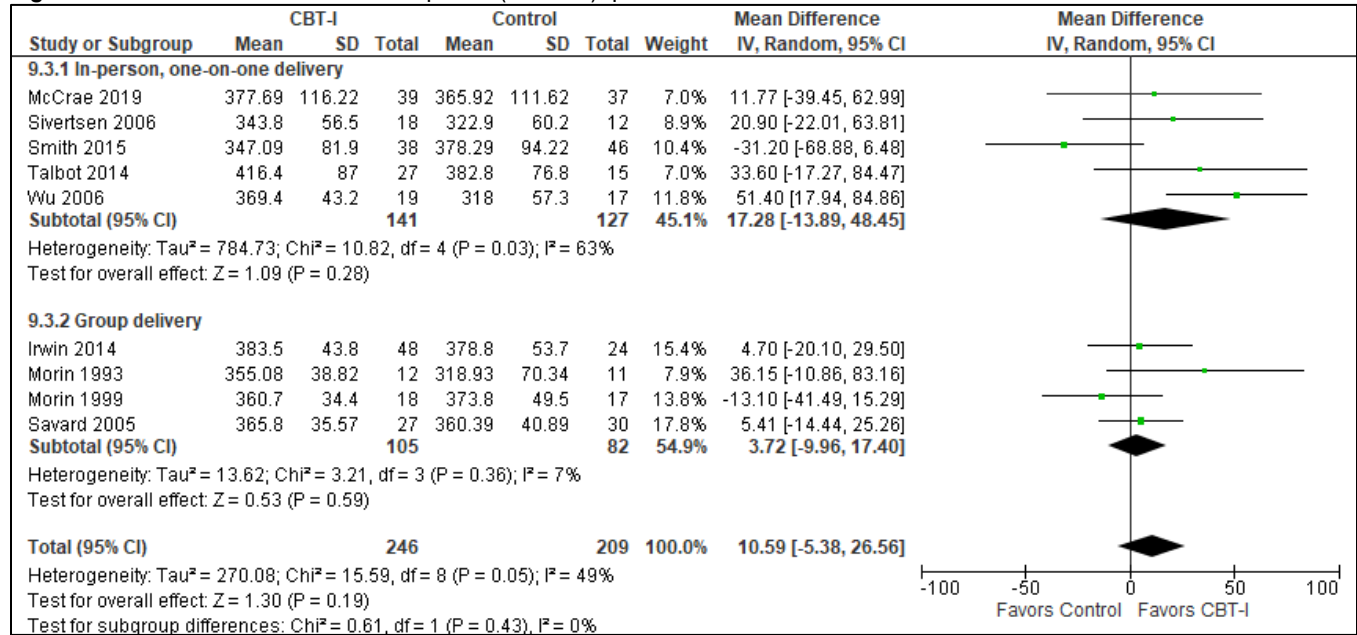 CBT-I Control Mean Difference Mean Difference
Study or Subgroup Mean SD Total Mean SD Total Weight IV, Random, 95% CI IV, Random, 95% CI
9.3.1 In-person, one-on-one delivery
McCrae 2019 377.69 116.22 39 365.92 111.62 37 7.0% 11.77 [-39.45, 62.99]
Sivertsen 2006 343.8 56.5 18 322.9 60.2 12 8.9% 20.90 [-22.01, 63.81]
Smith 2015 347.09 81.9 38 378.29 94.22 46 10.4% -31.20 [-68.88, 6.48]
Talbot 2014 416.4 87 27 382.8 76.8 15 7.0% 33.60 [-17.27, 84.47]
Wu 2006 369.4 43.2 19 318 57.3 17 11.8% 51.40 [17.94, 84.86]
Subtotal (95% CI) 141 127 45.1% 17.28 [-13.89, 48.45]
Heterogeneity: Tau² = 784.73; Chi² = 10.82, df = 4 (P = 0.03); I² = 63%
Test for overall effect: Z = 1.09 (P = 0.28)
9.3.2 Group delivery
Irwin 2014 383.5 43.8 48 378.8 53.7 24 15.4% 4.70 [-20.10, 29.50]
Morin 1993 355.08 38.82 12 318.93 70.34 11 7.9% 36.15 [-10.86, 83.16]
Morin 1999 360.7 34.4 18 373.8 49.5 17 13.8% -13.10 [-41.49, 15.29]
Savard 2005 365.8 35.57 27 360.39 40.89 30 17.8% 5.41 [-14.44, 25.26]
Subtotal (95% CI) 105 82 54.9% 3.72 [-9.96, 17.40]
Heterogeneity: Tau² = 13.62; Chi² = 3.21, df = 3 (P = 0.36); I² = 7%
Test for overall effect: Z = 0.53 (P = 0.59)
Total (95% CI) 246 209 100.0% 10.59 [-5.38, 26.56]
Heterogeneity: Tau² = 270.08; Chi² = 15.59, df = 8 (P = 0.05); I² = 49%
Test for overall effect: Z = 1.30 (P = 0.19)
Test for subgroup differences: Chi² = 0.61, df = 1 (P = 0.43), I² = 0%
-100 -50 0 50 100
Favors Control Favors CBT-I